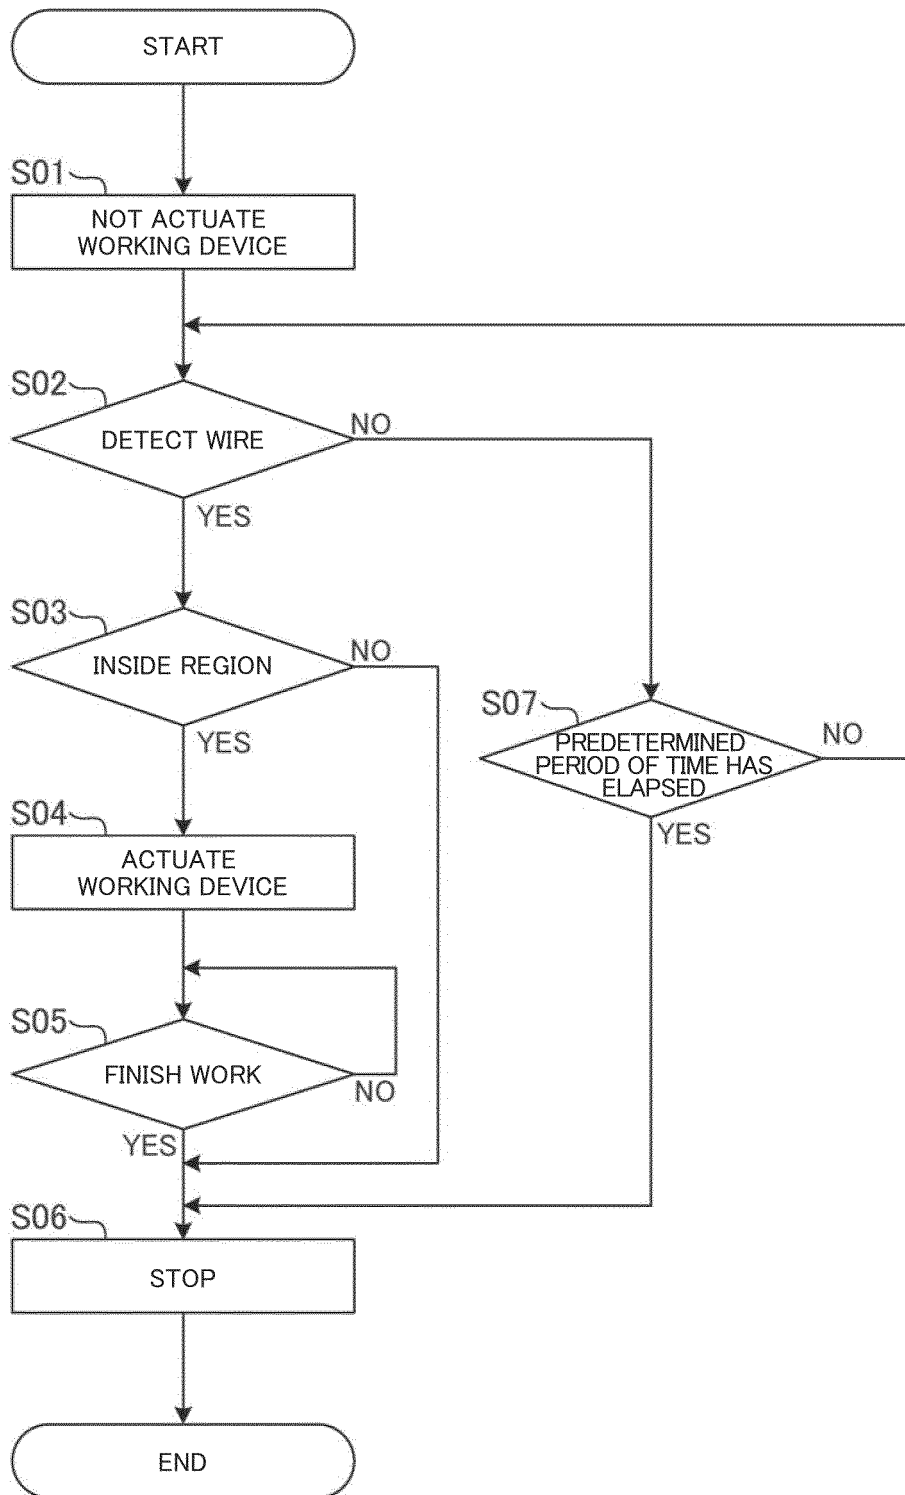 START
S01
NOT ACTUATE
WORKING DEVICE
S02
DETECT WIRE
NO
YES
S03
INSIDE REGION
NO
YES
S07
PREDETERMINED
PERIOD OF TIME HAS
ELAPSED
NO
YES
S04
ACTUATE
WORKING DEVICE
S05
FINISH WORK
NO
YES
S06
STOP
END